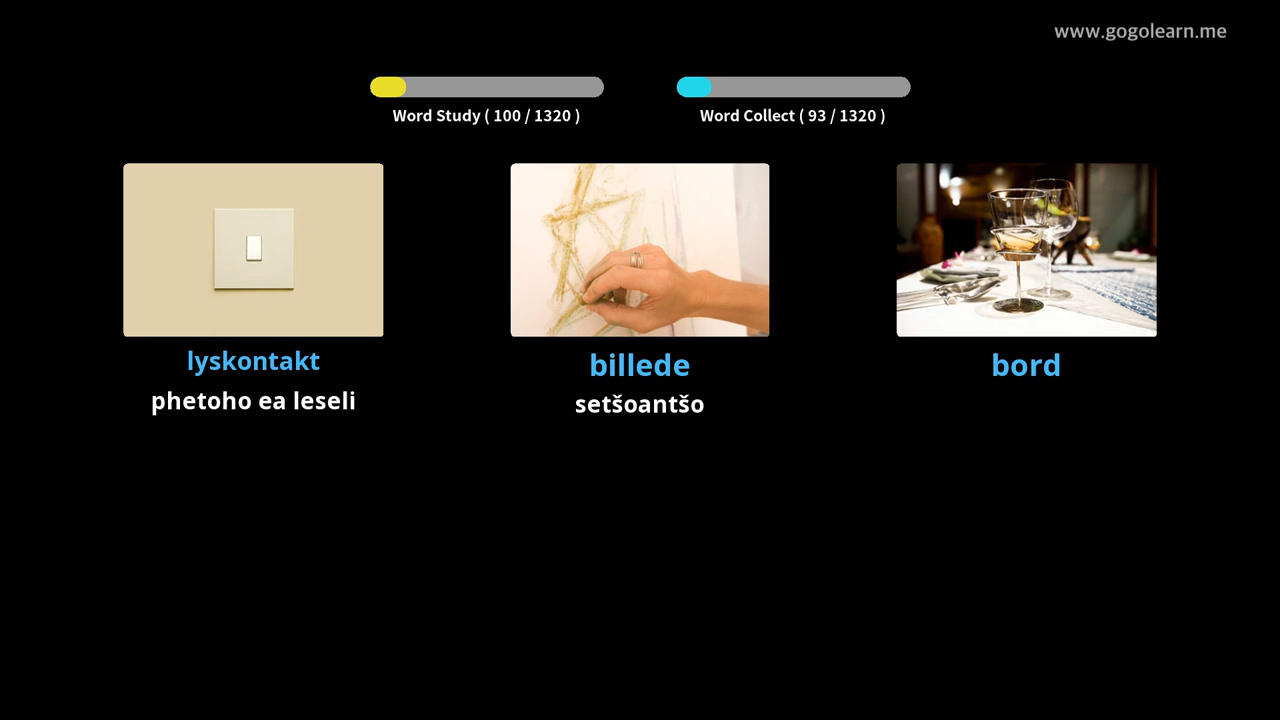 www.gogolearn.me
Word Study ( 100 / 1320 )
Word Collect ( 93 / 1320 )
lyskontakt
phetoho ea leseli
billede
setšoantšo
bord